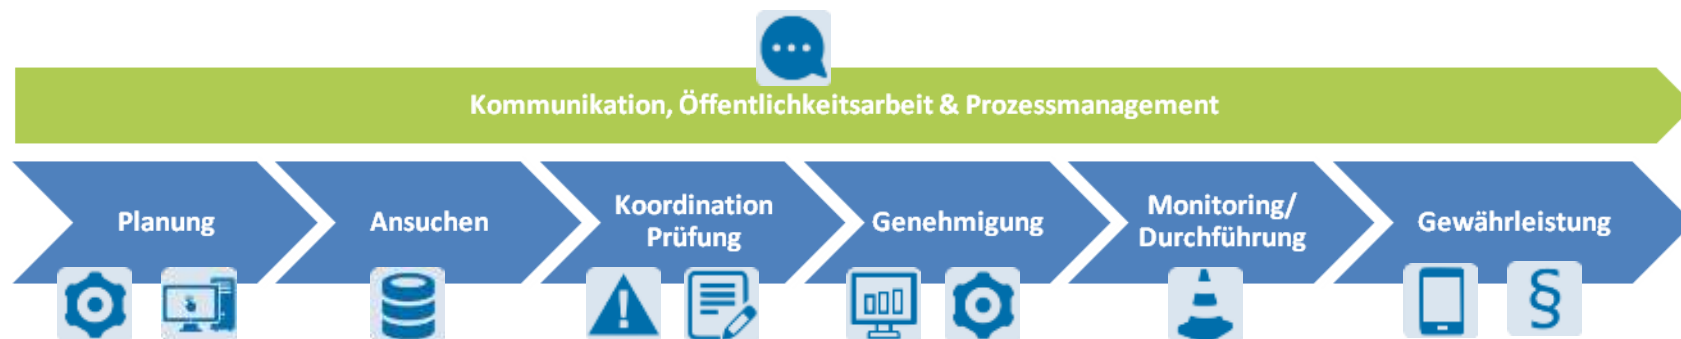 Kommunikation, Öffentlichkeitsarbeit & Prozessmanagement
Planung
Ansuchen
Koordination
Prüfung
Genehmigung
Monitoring/
Durchführung
Gewährleistung
§